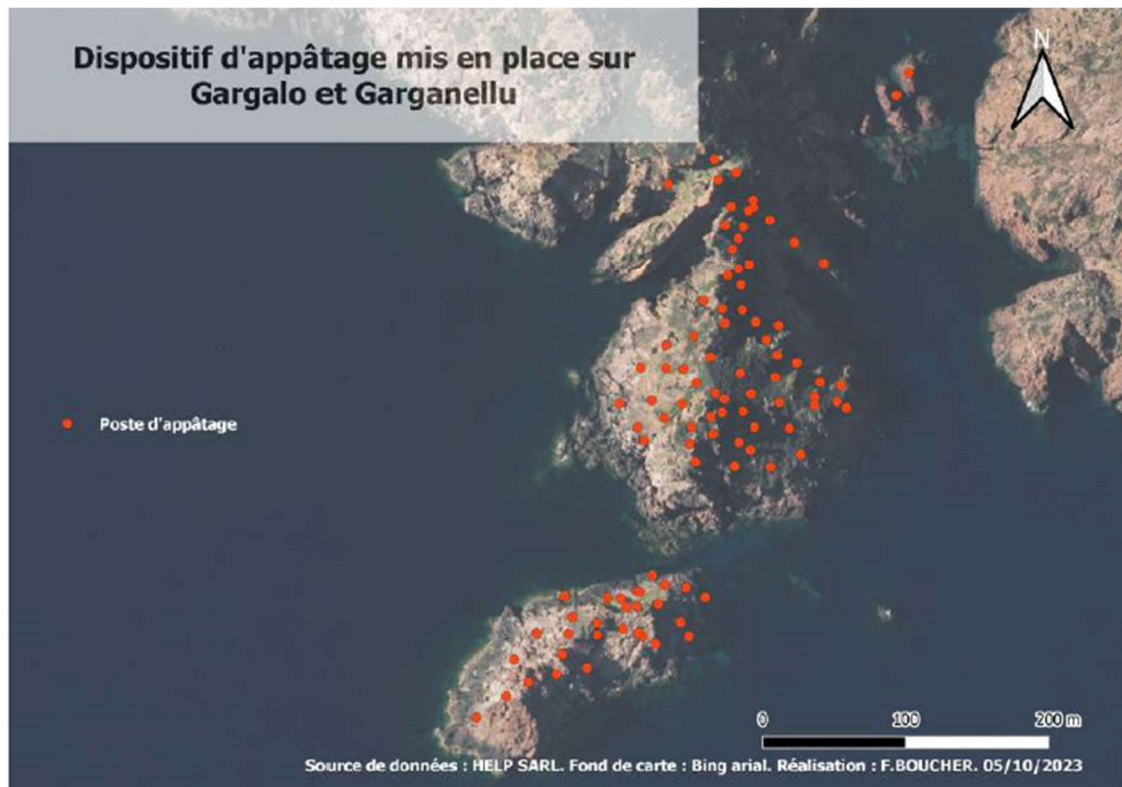 Dispositif d'appâtage mis en place sur
Gargalo et Garganellu
N
Poste d'appâtage
0 100 200 m
Source de données : HELP SARL. Fond de carte : Bing arial. Réalisation : F.BOUCHER. 05/10/2023